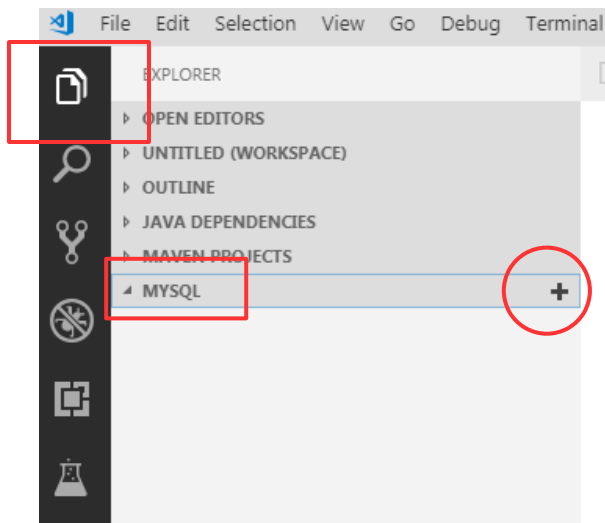 File Edit Selection View Go Debug Terminal
EXPLORER
OPEN EDITORS
UNTITLED (WORKSPACE)
OUTLINE
JAVA DEPENDENCIES
MAVEN PROJECTS
MYSQL